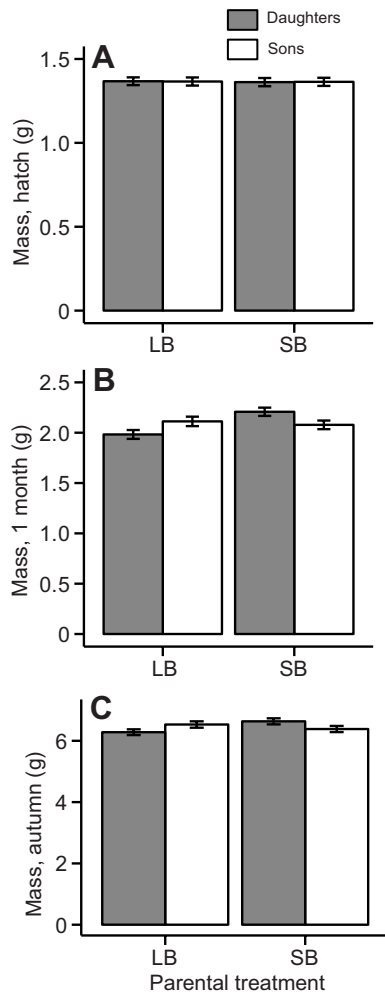 Daughters
Sons
A
Mass, hatch (g)
1.5
1.0
0.5
0
LB SB
B
Mass, 1 month (g)
2.5
2.0
1.5
1.0
0.5
0
LB SB
C
Mass, autumn (g)
6
4
2
0
LB SB
Parental treatment